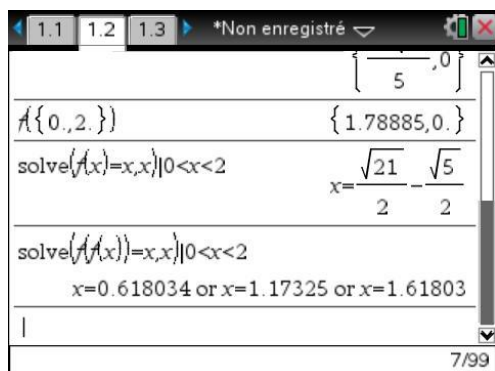 1.1 1.2 1.3 *Non enregistré
{ /5 ,0}
f({0.,2.}) {1.78885,0.}
solve(f(x)=x,x)|0<x<2 x=√21/2-√5/2
solve(f(f(x))=x,x)|0<x<2
x=0.618034 or x=1.17325 or x=1.61803
7/99